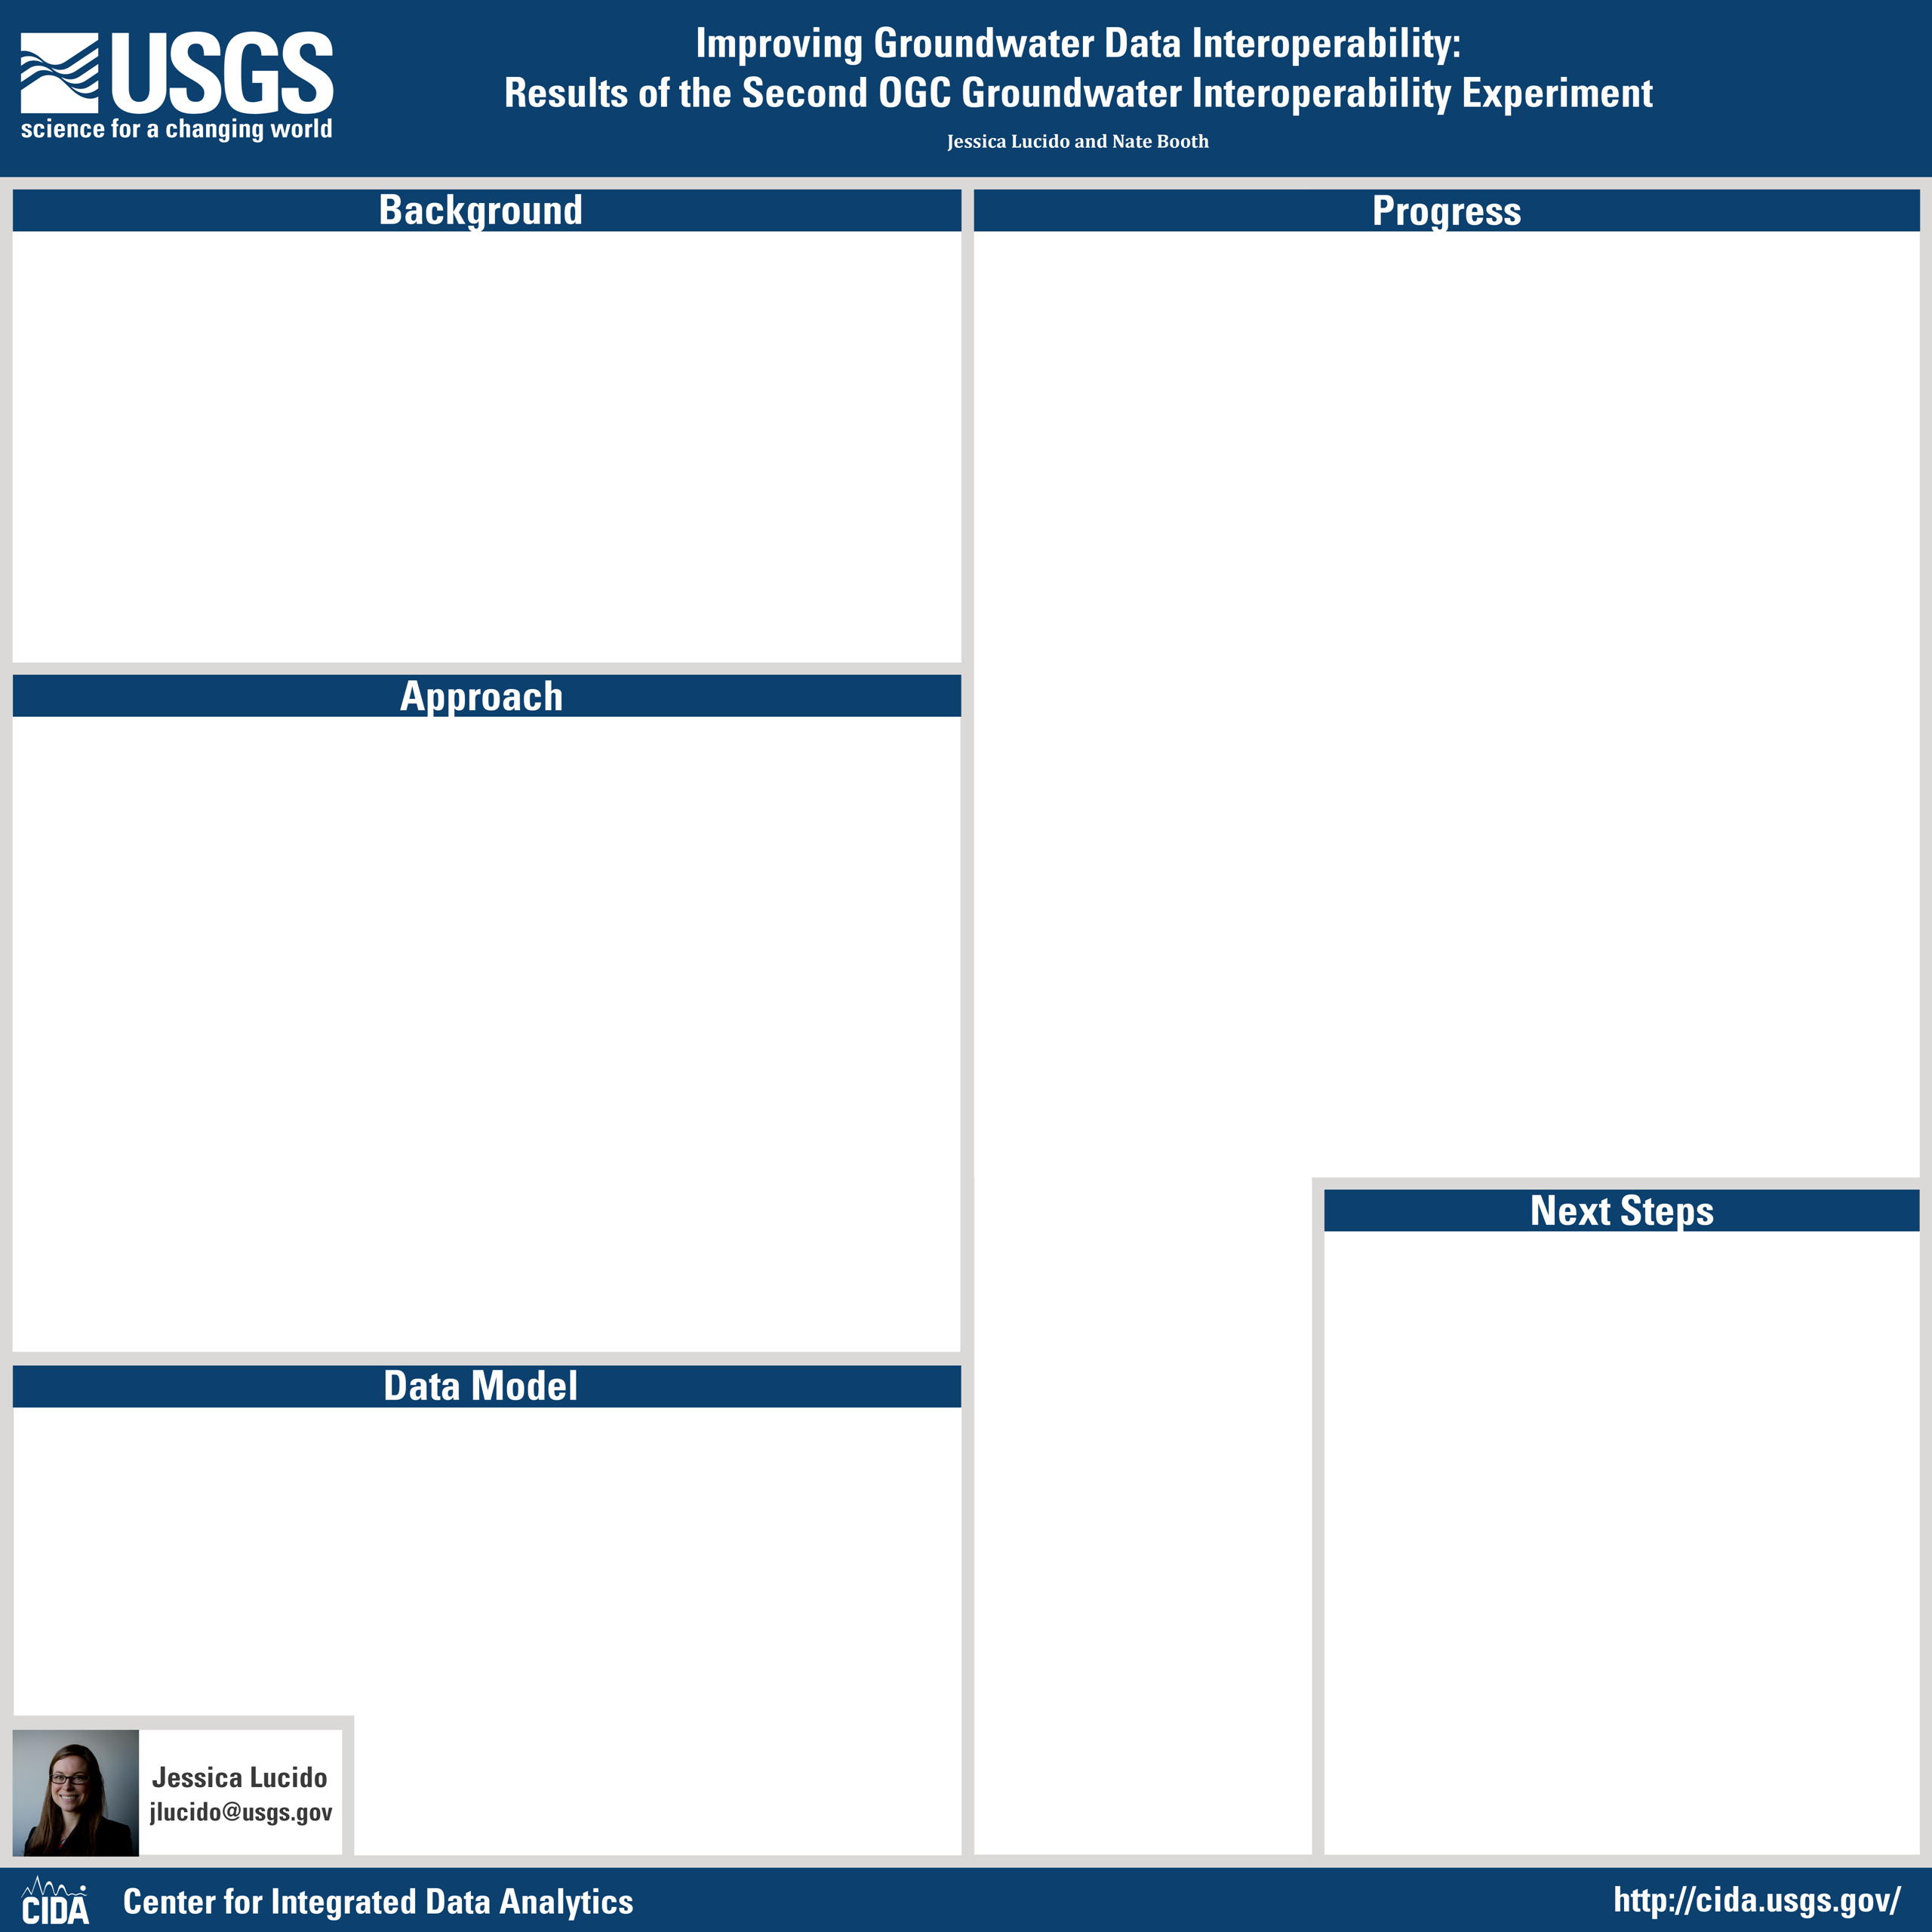 USGS
science for a changing world
Improving Groundwater Data Interoperability:
Results of the Second OGC Groundwater Interoperability Experiment
Jessica Lucido and Nate Booth
Background
Approach
Data Model
Jessica Lucido
jlucido@usgs.gov
Progress
Next Steps
CIDA
Center for Integrated Data Analytics
http://cida.usgs.gov/